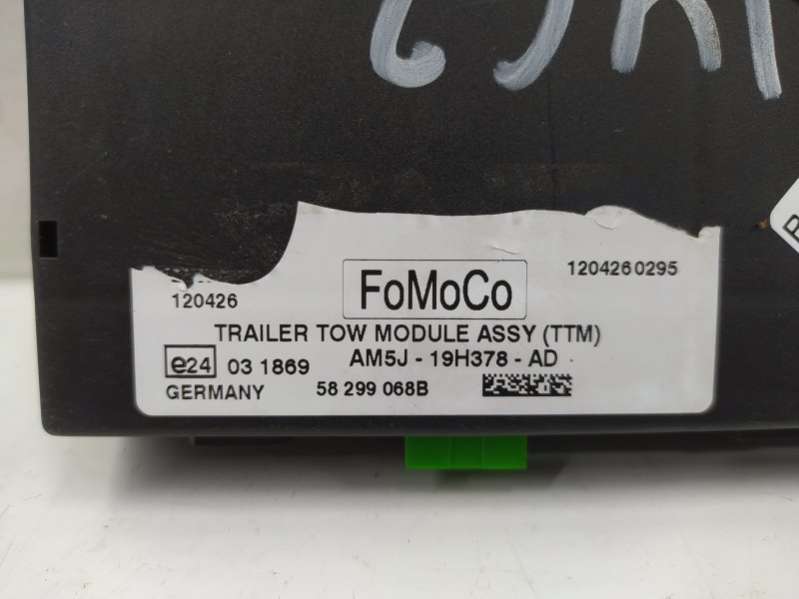 120426
FoMoCo
1204260295
TRAILER TOW MODULE ASSY (TTM)
e24 03 1869
AM5J - 19H378 - AD
GERMANY
58 299 068B